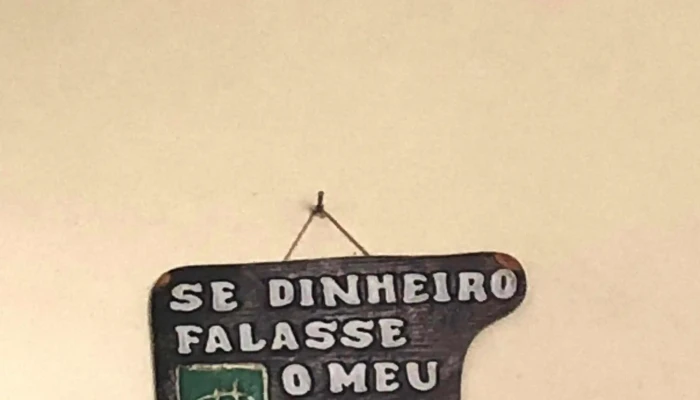 SE DINHEIRO
FALASSE
O MEU